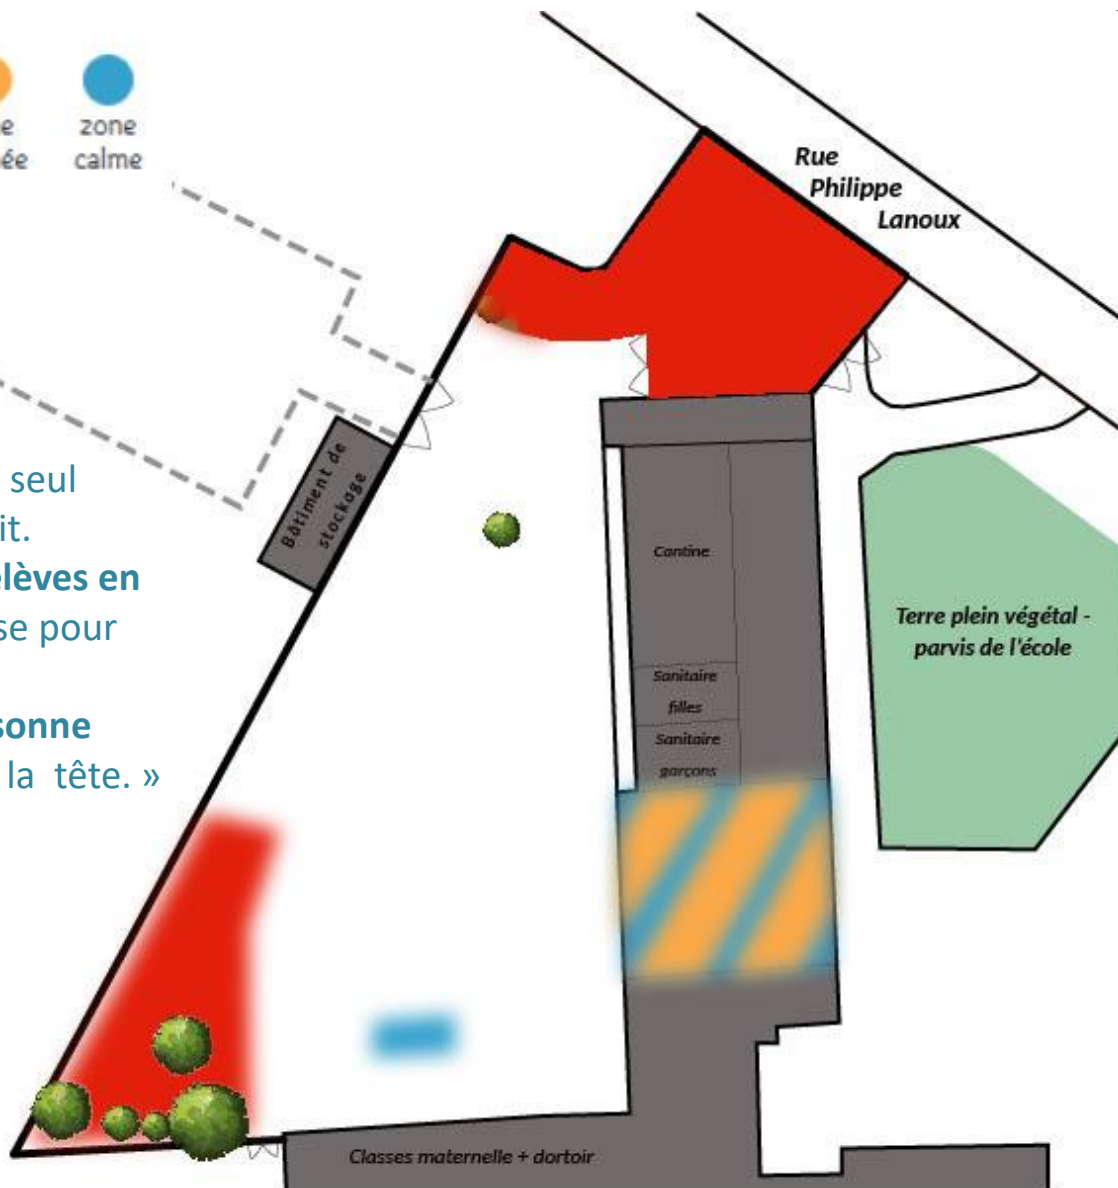 zone
calme
Rue
Philippe
Lanoux
Bâtiment de
stockage
seul
it.
élèves en
se pour
sonne
la tête. »
Cantine
Sanitaire
filles
Sanitaire
garçons
Terre plein végétal -
parvis de l'école
Classes maternelle + dortoir